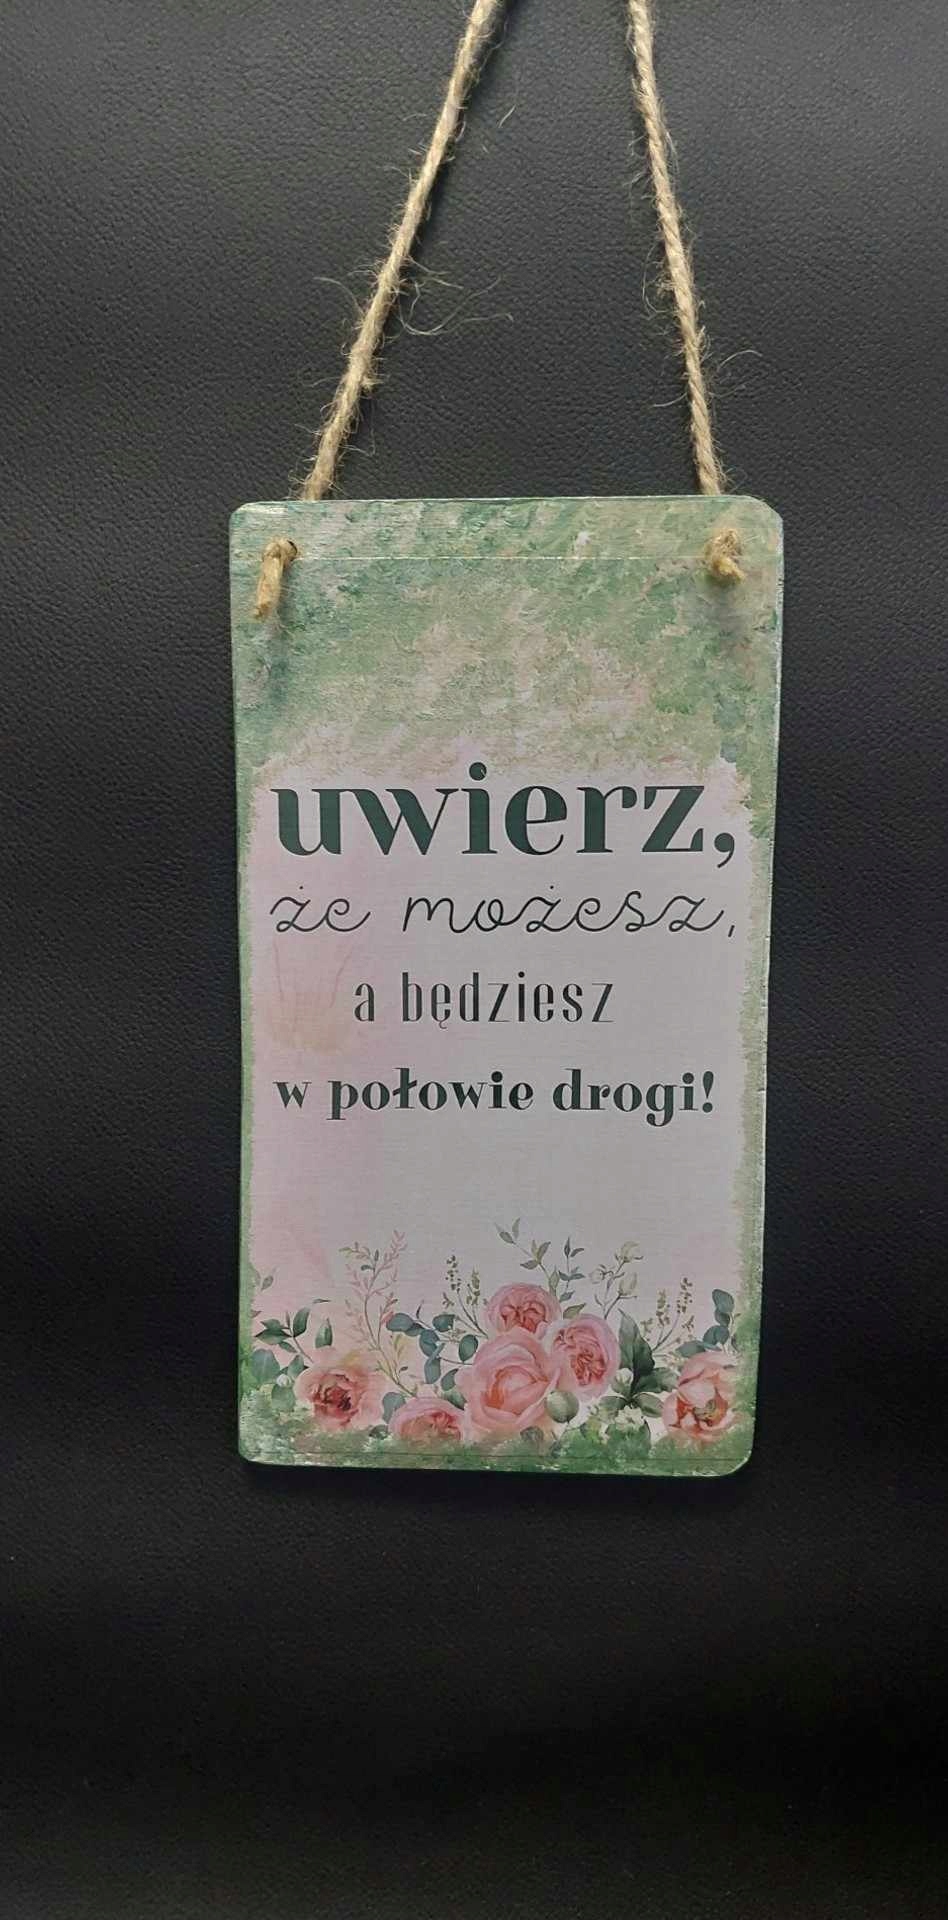 uwierz,
że możesz,
a będziesz
w połowie drogi!